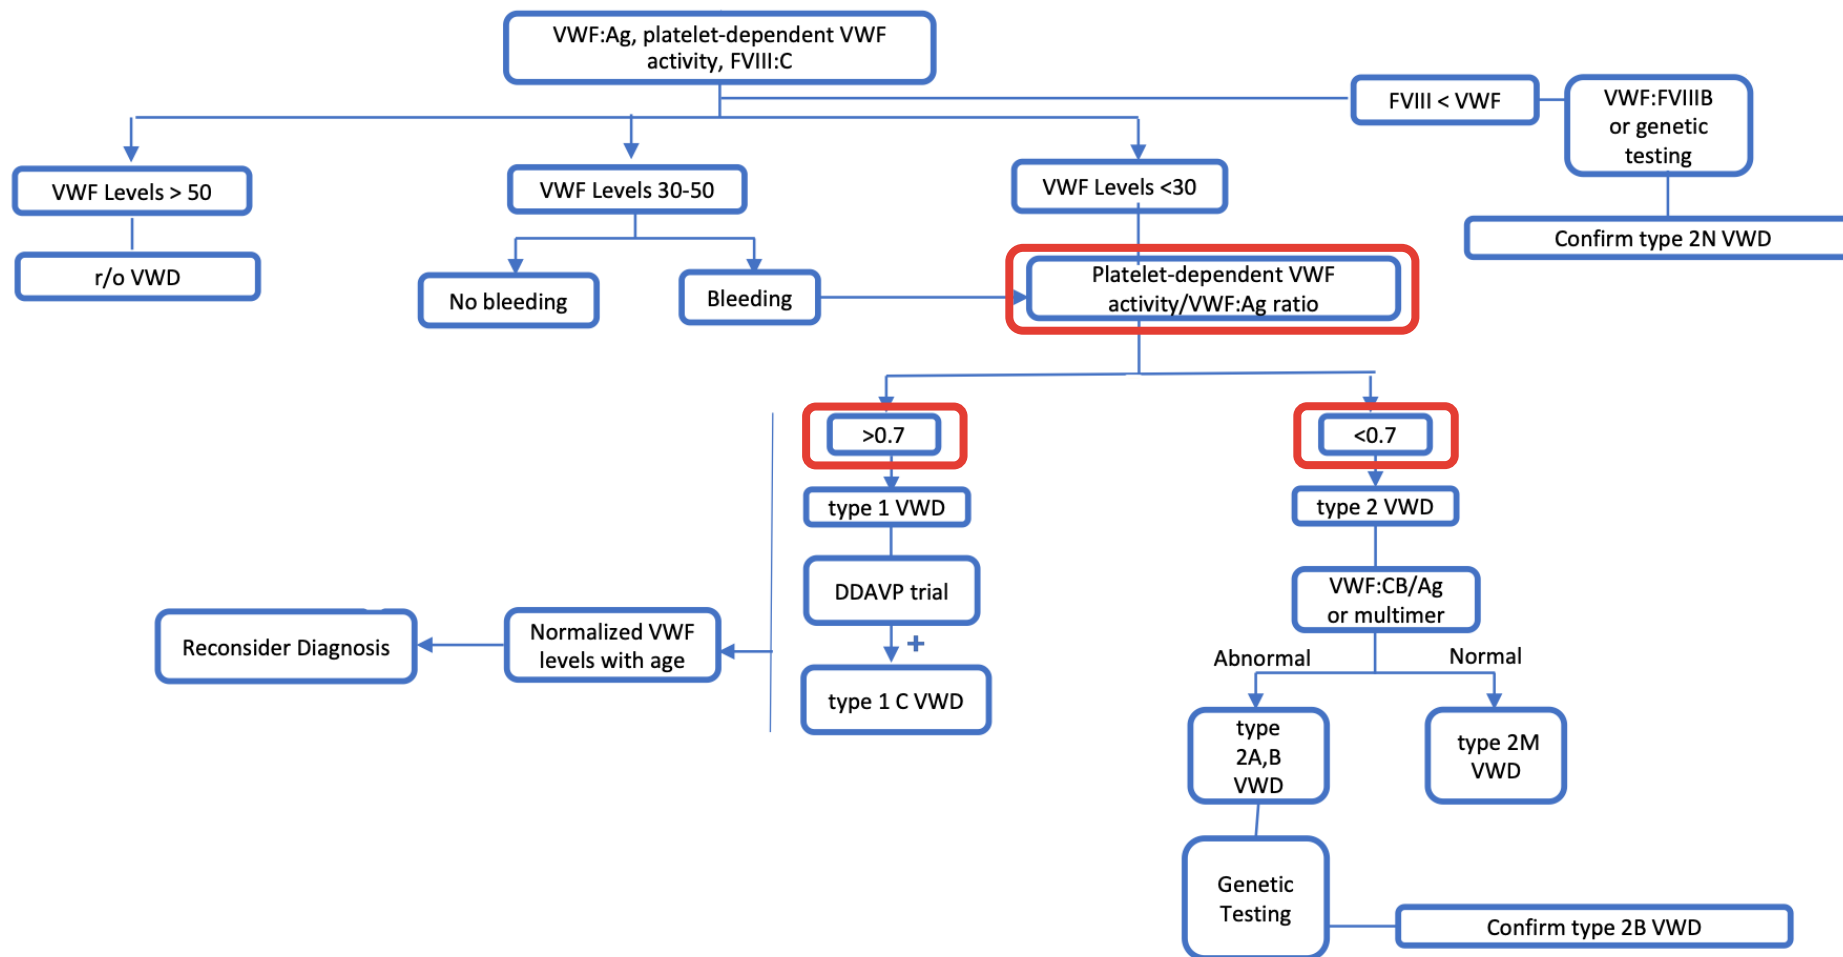 VWF:Ag, platelet-dependent VWF
activity, FVIII:C
FVIII < VWF
VWF:FVIIIB
or genetic
testing
Confirm type 2N VWD
VWF Levels > 50
VWF Levels 30-50
VWF Levels <30
r/o VWD
No bleeding
Bleeding
Platelet-dependent VWF
activity/VWF:Ag ratio
>0.7
<0.7
type 1 VWD
type 2 VWD
DDAVP trial
VWF:CB/Ag
or multimer
+
Reconsider Diagnosis
Normalized VWF
levels with age
type 1 C VWD
Abnormal
Normal
type
2A,B
VWD
type 2M
VWD
Genetic
Testing
Confirm type 2B VWD